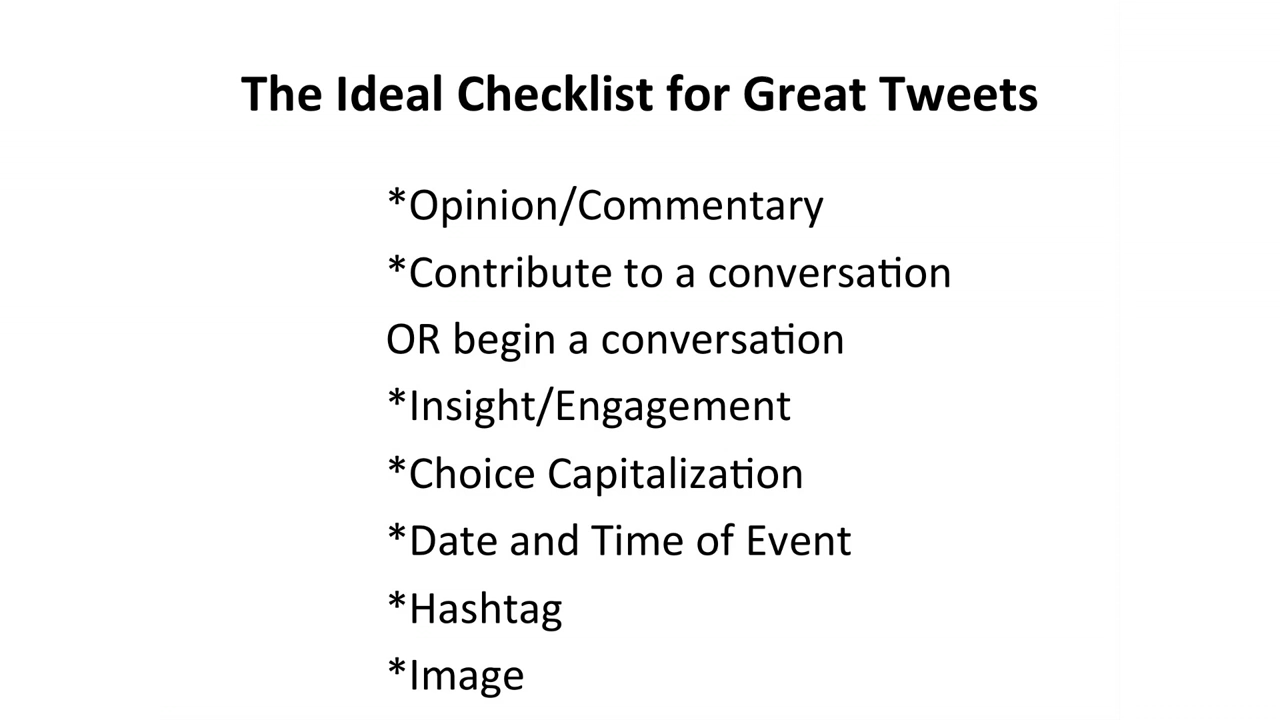 The Ideal Checklist for Great Tweets
*Opinion/Commentary
*Contribute to a conversation
OR begin a conversation
*Insight/Engagement
*Choice Capitalization
*Date and Time of Event
*Hashtag
*Image